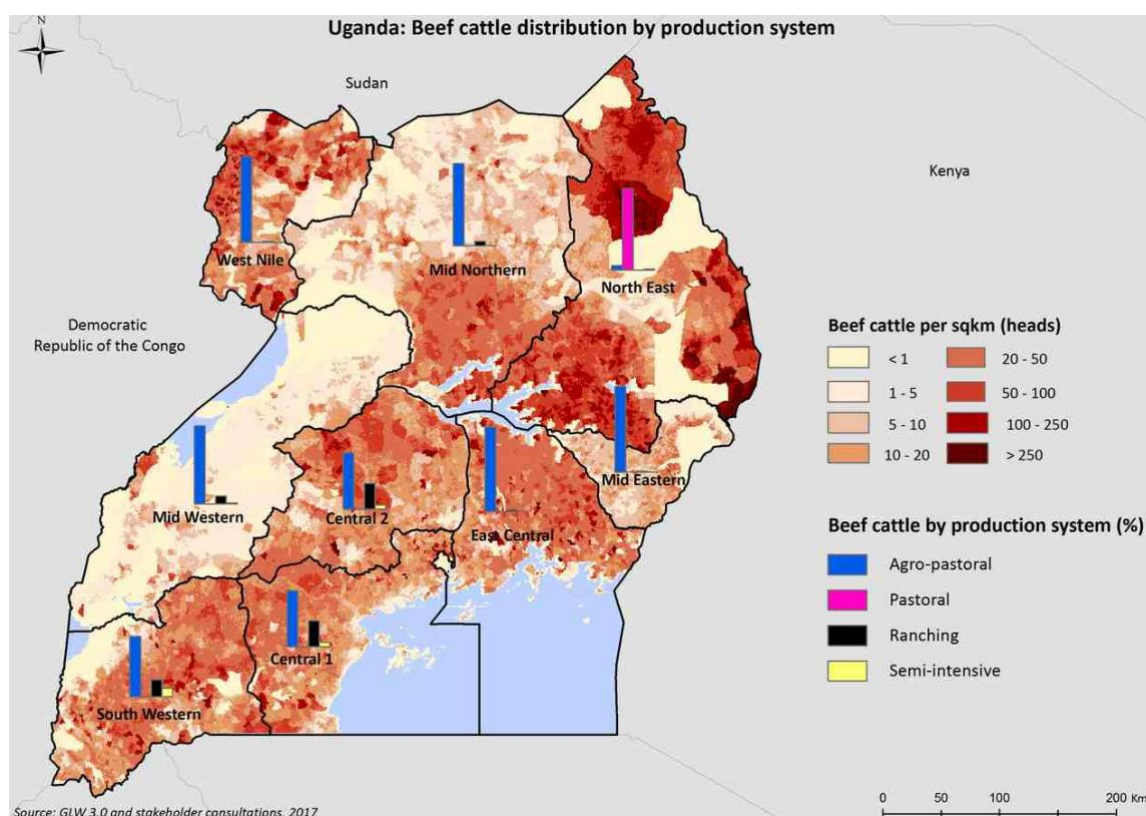 N
Uganda: Beef cattle distribution by production system
Sudan
Kenya
West Nile
Mid Northern
North East
Democratic
Republic of the Congo
Beef cattle per sqkm (heads)
< 1
20 - 50
1 - 5
50 - 100
5 - 10
100 - 250
10 - 20
> 250
Mid Eastern
Mid Western
Central 2
East Central
Beef cattle by production system (%)
Agro-pastoral
Pastoral
Ranching
Semi-intensive
Central 1
South Western
Source: GLW 3.0 and stakeholder consultations, 2017
0 50 100 200 Km